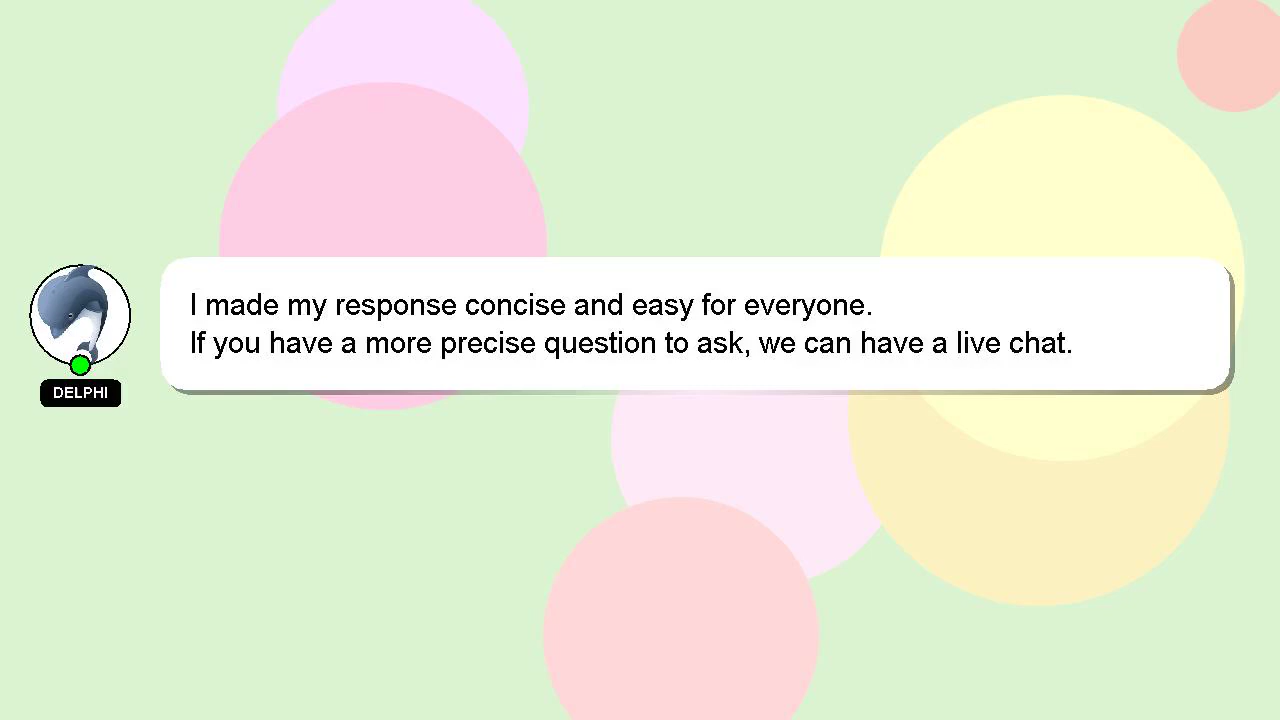 I made my response concise and easy for everyone.
If you have a more precise question to ask, we can have a live chat.
DELPHI